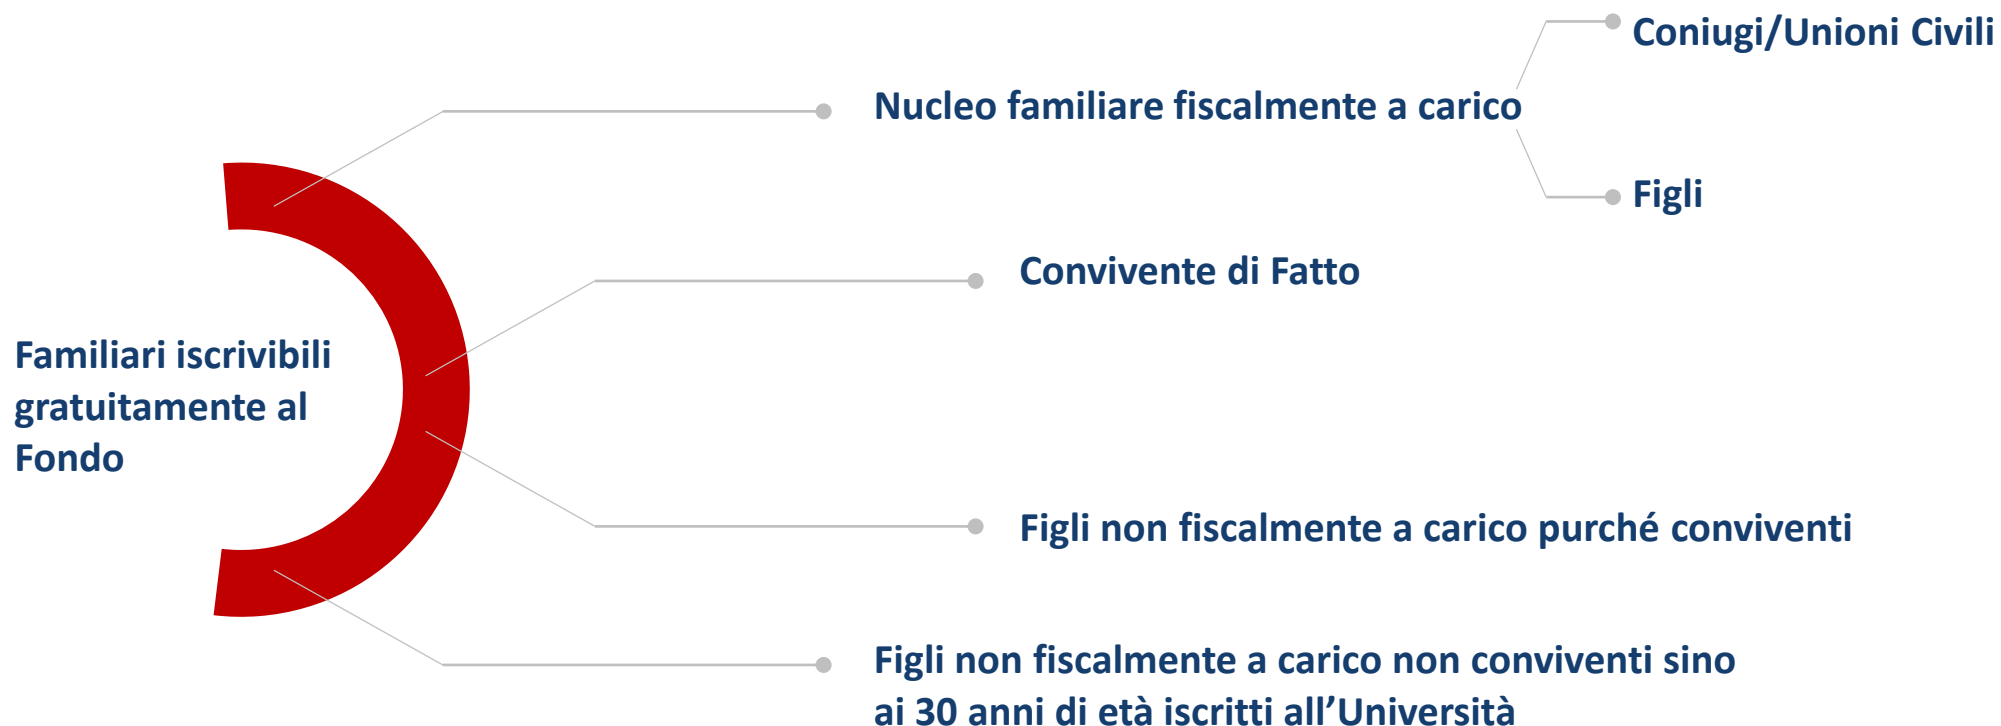 Coniugi/Unioni Civili
Nucleo familiare fiscalmente a carico
Figli
Convivente di Fatto
Familiari iscrivibili
gratuitamente al
Fondo
Figli non fiscalmente a carico purché conviventi
Figli non fiscalmente a carico non conviventi sino
ai 30 anni di età iscritti all’Università